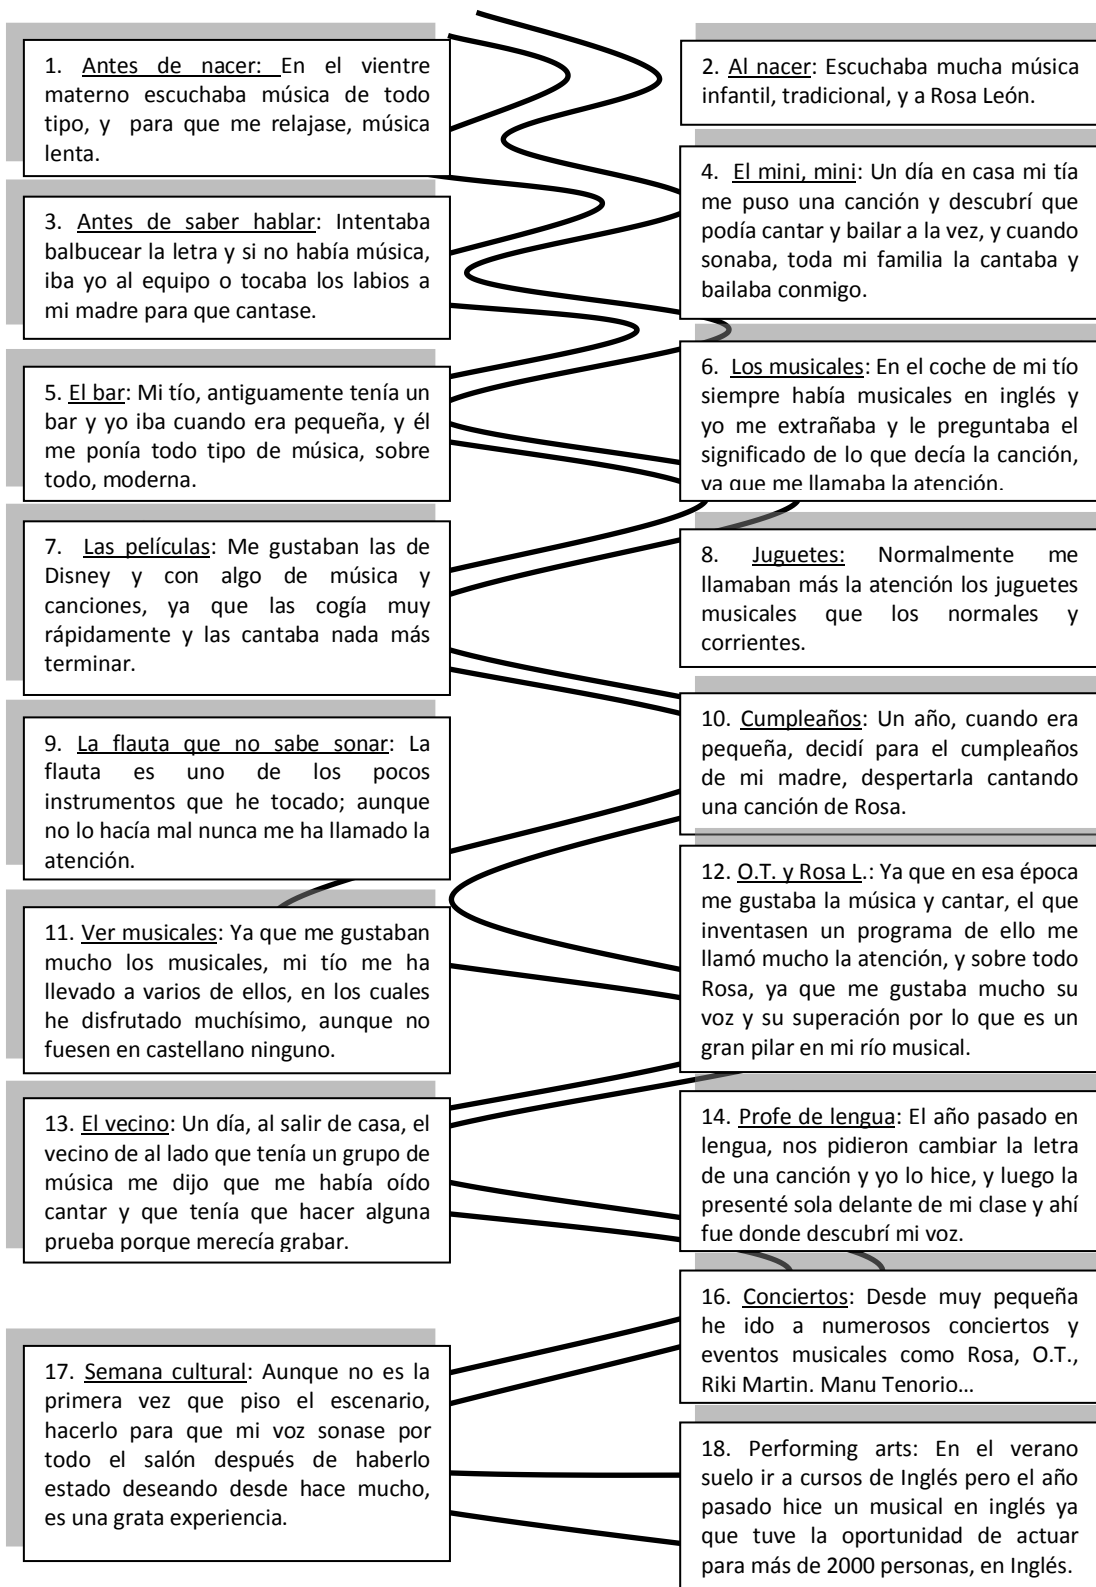 1. Antes de nacer: En el vientre
materno escuchaba música de todo
tipo, y para que me relajase, música
lenta.
2. Al nacer: Escuchaba mucha música
infantil, tradicional, y a Rosa León.
3. Antes de saber hablar: Intentaba
balbucear la letra y si no había música,
iba yo al equipo o tocaba los labios a
mi madre para que cantase.
4. El mini, mini: Un día en casa mi tía
me puso una canción y descubrí que
podía cantar y bailar a la vez, y cuando
sonaba, toda mi familia la cantaba y
bailaba conmigo.
5. El bar: Mi tío, antiguamente tenía un
bar y yo iba cuando era pequeña, y él
me ponía todo tipo de música, sobre
todo, moderna.
6. Los musicales: En el coche de mi tío
siempre había musicales en inglés y
yo me extrañaba y le preguntaba el
significado de lo que decía la canción,
ya que me llamaba la atención.
7. Las películas: Me gustaban las de
Disney y con algo de música y
canciones, ya que las cogía muy
rápidamente y las cantaba nada más
terminar.
8. Juguetes: Normalmente me
llamaban más la atención los juguetes
musicales que los normales y
corrientes.
9. La flauta que no sabe sonar: La
flauta es uno de los pocos
instrumentos que he tocado; aunque
no lo hacía mal nunca me ha llamado la
atención.
10. Cumpleaños: Un año, cuando era
pequeña, decidí para el cumpleaños
de mi madre, despertarla cantando
una canción de Rosa.
11. Ver musicales: Ya que me gustaban
mucho los musicales, mi tío me ha
llevado a varios de ellos, en los cuales
he disfrutado muchísimo, aunque no
fuesen en castellano ninguno.
12. O.T. y Rosa L.: Ya que en esa época
me gustaba la música y cantar, el que
inventasen un programa de ello me
llamó mucho la atención, y sobre todo
Rosa, ya que me gustaba mucho su
voz y su superación por lo que es un
gran pilar en mi río musical.
13. El vecino: Un día, al salir de casa, el
vecino de al lado que tenía un grupo de
música me dijo que me había oído
cantar y que tenía que hacer alguna
prueba porque merecía grabar.
14. Profe de lengua: El año pasado en
lengua, nos pidieron cambiar la letra
de una canción y yo lo hice, y luego la
presenté sola delante de mi clase y ahí
fue donde descubrí mi voz.
16. Conciertos: Desde muy pequeña
he ido a numerosos conciertos y
eventos musicales como Rosa, O.T.,
Riki Martin. Manu Tenorio…
17. Semana cultural: Aunque no es la
primera vez que piso el escenario,
hacerlo para que mi voz sonase por
todo el salón después de haberlo
estado deseando desde hace mucho,
es una grata experiencia.
18. Performing arts: En el verano
suelo ir a cursos de Inglés pero el año
pasado hice un musical en inglés ya
que tuve la oportunidad de actuar
para más de 2000 personas, en Inglés.